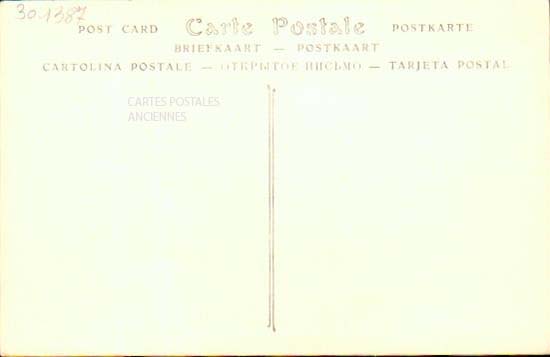 30.1387
POST CARD Carte Postale POSTKARTE
BRIEFKAART — POSTKAART
CARTOLINA POSTALE — ОТКРЫТОЕ ПИСЬМО — TARJETA POSTAL
CARTES POSTALES
ANCIENNES